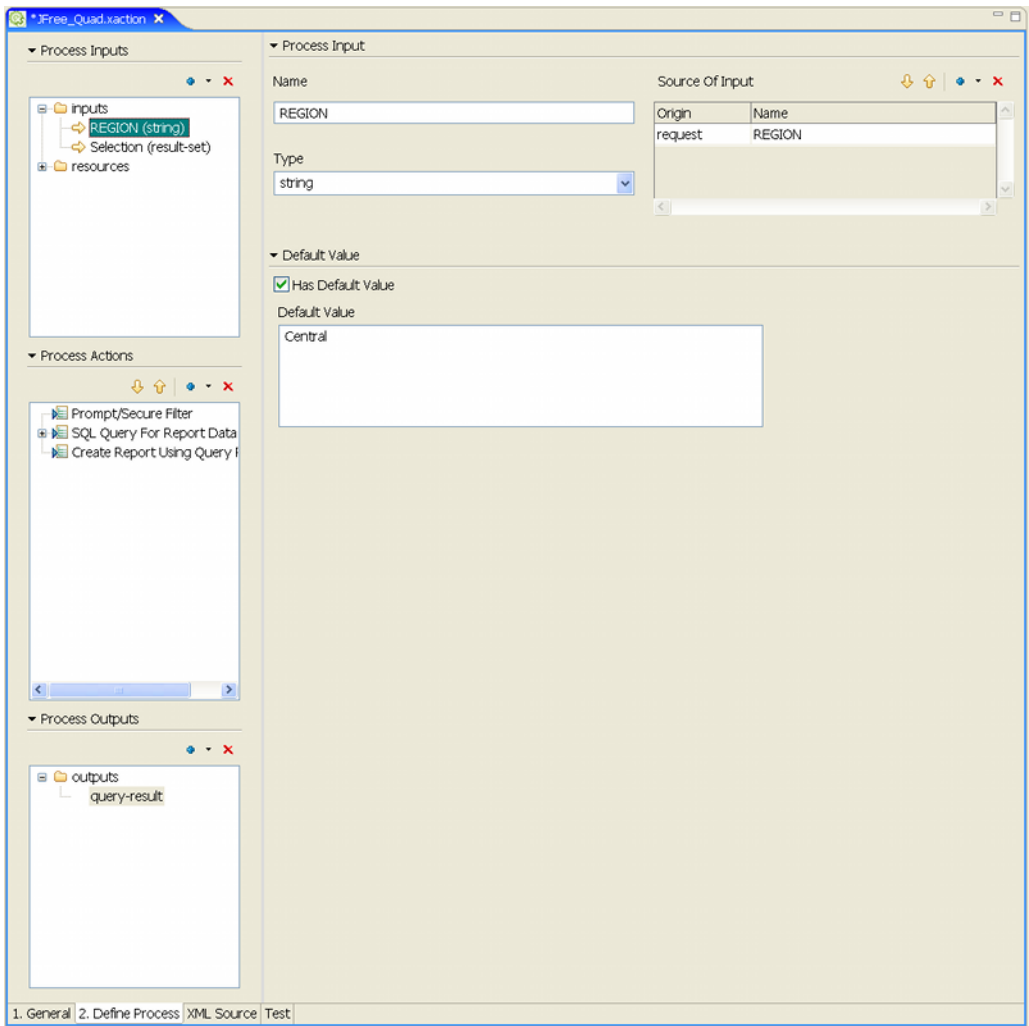 *JFree_Quad.xaction
Process Inputs
inputs
REGION (string)
Selection (result-set)
resources
Process Actions
Prompt/Secure Filter
SQL Query For Report Data
Create Report Using Query
Process Outputs
outputs
query-result
Process Input
Name
REGION
Type
string
Source Of Input
Origin Name
request REGION
Default Value
Has Default Value
Default Value
Central
1. General 2. Define Process XML Source Test